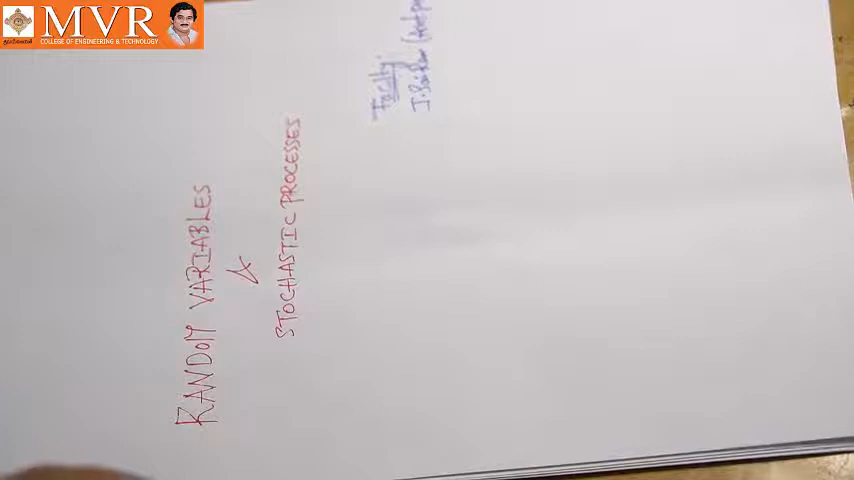 MVR
COLLEGE OF ENGINEERING & TECHNOLOGY
RANDOM VARIABLES
&
STOCHASTIC PROCESSES
Faculty: